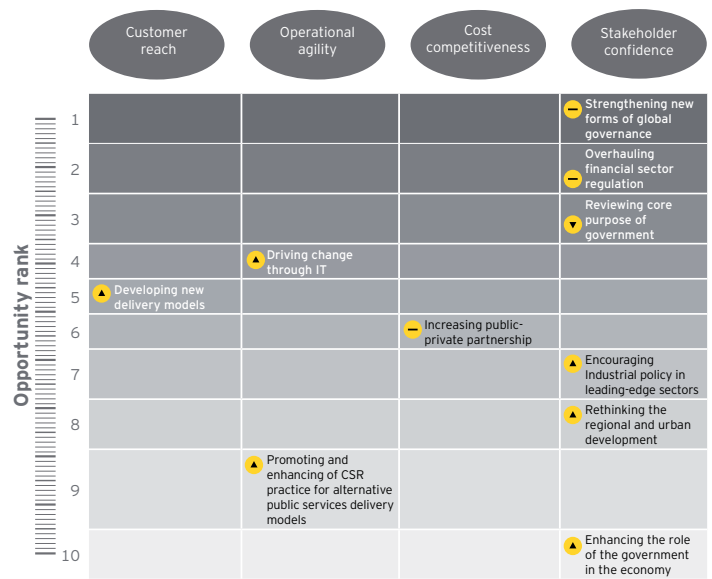 Customer
reach
Operational
agility
Cost
competitiveness
Stakeholder
confidence
Opportunity rank
1
Strengthening new
forms of global
governance
2
Overhauling
financial sector
regulation
3
Reviewing core
purpose of
government
4
Driving change
through IT
5
Developing new
delivery models
6
Increasing public-
private partnership
7
Encouraging
Industrial policy in
leading-edge sectors
8
Rethinking the
regional and urban
development
9
Promoting and
enhancing of CSR
practice for alternative
public services delivery
models
10
Enhancing the role
of the government
in the economy